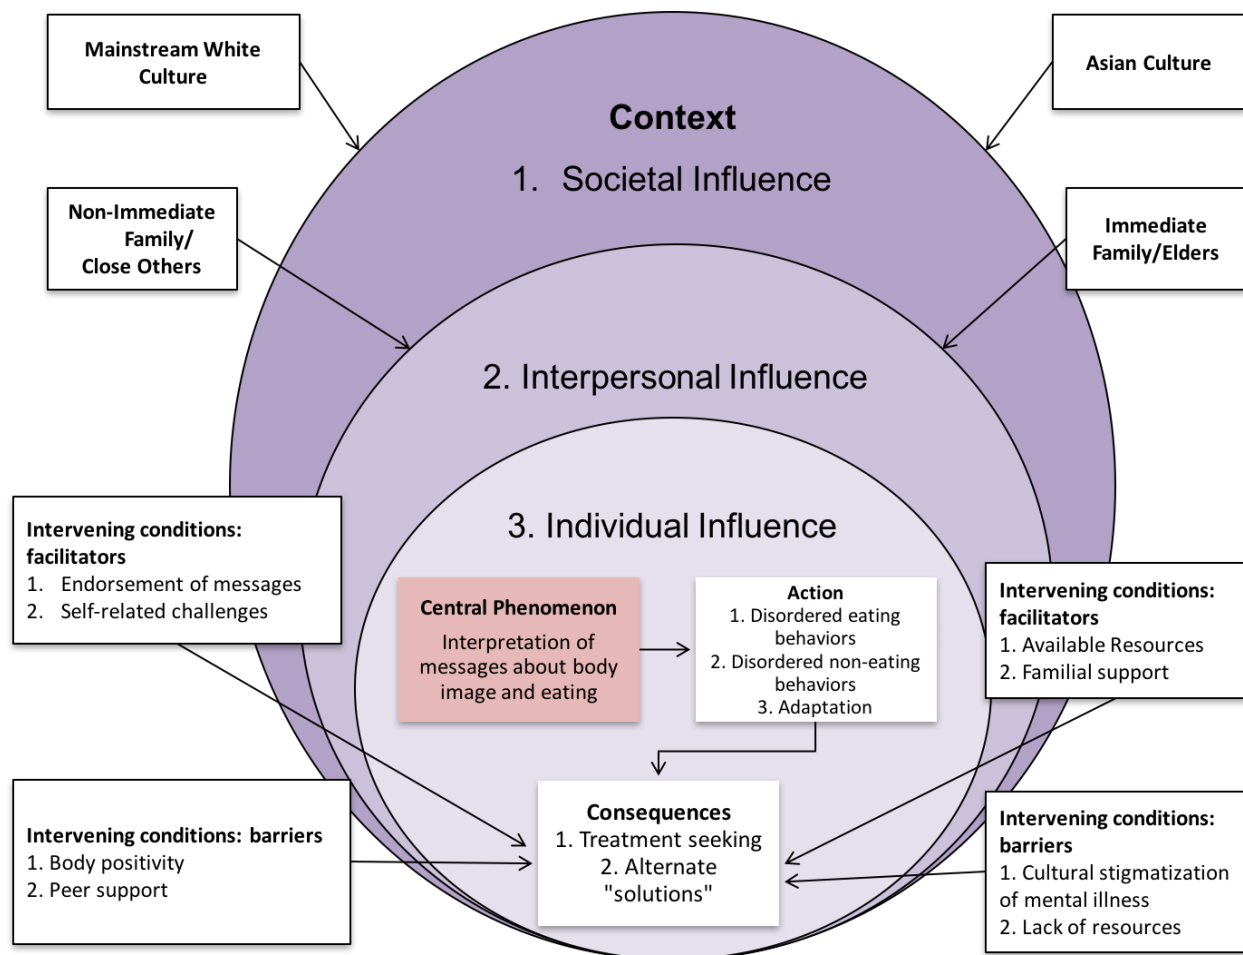 Mainstream White
Culture
Asian Culture
Context
1. Societal Influence
Non-Immediate
Family/
Close Others
Immediate
Family/Elders
2. Interpersonal Influence
3. Individual Influence
Intervening conditions:
facilitators
1. Endorsement of messages
2. Self-related challenges
Central Phenomenon
Interpretation of
messages about body
image and eating
Action
1. Disordered eating
behaviors
2. Disordered non-eating
behaviors
3. Adaptation
Intervening conditions:
facilitators
1. Available Resources
2. Familial support
Intervening conditions: barriers
1. Body positivity
2. Peer support
Consequences
1. Treatment seeking
2. Alternate
"solutions"
Intervening conditions:
barriers
1. Cultural stigmatization
of mental illness
2. Lack of resources